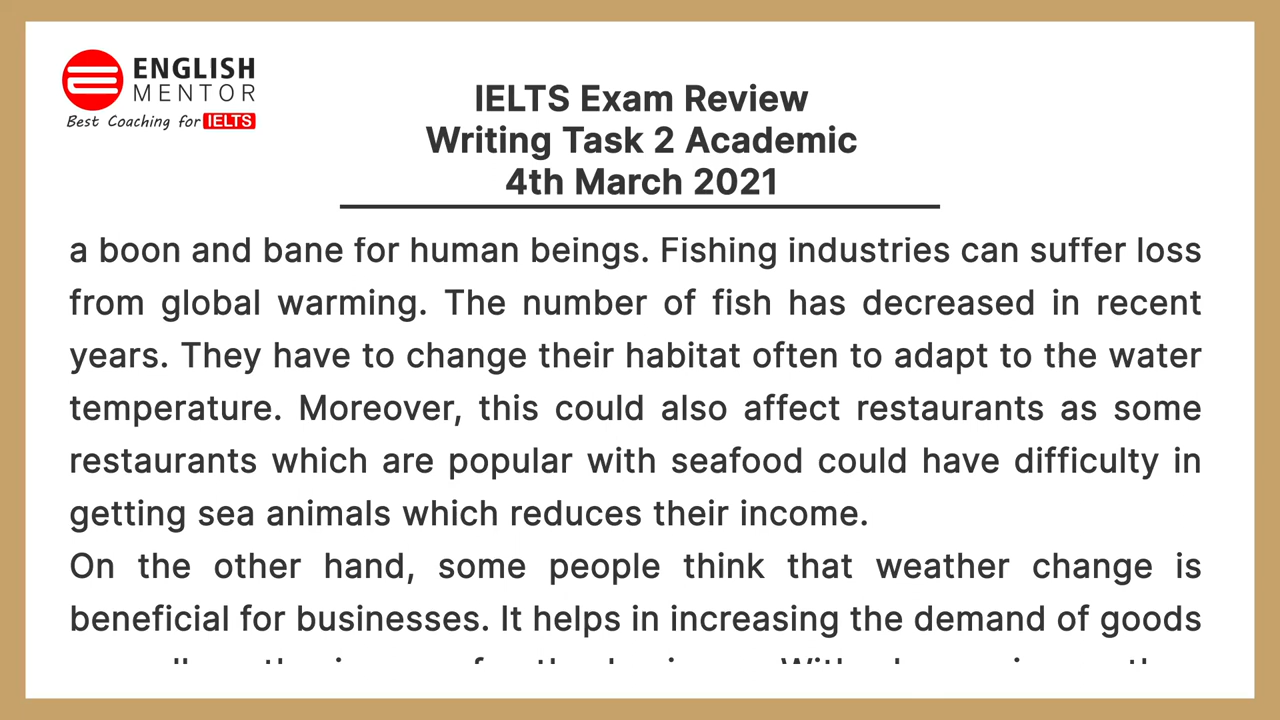 ENGLISH
MENTOR
Best Coaching for IELTS
IELTS Exam Review
Writing Task 2 Academic
4th March 2021
a boon and bane for human beings. Fishing industries can suffer loss
from global warming. The number of fish has decreased in recent
years. They have to change their habitat often to adapt to the water
temperature. Moreover, this could also affect restaurants as some
restaurants which are popular with seafood could have difficulty in
getting sea animals which reduces their income.
On the other hand, some people think that weather change is
beneficial for businesses. It helps in increasing the demand of goods